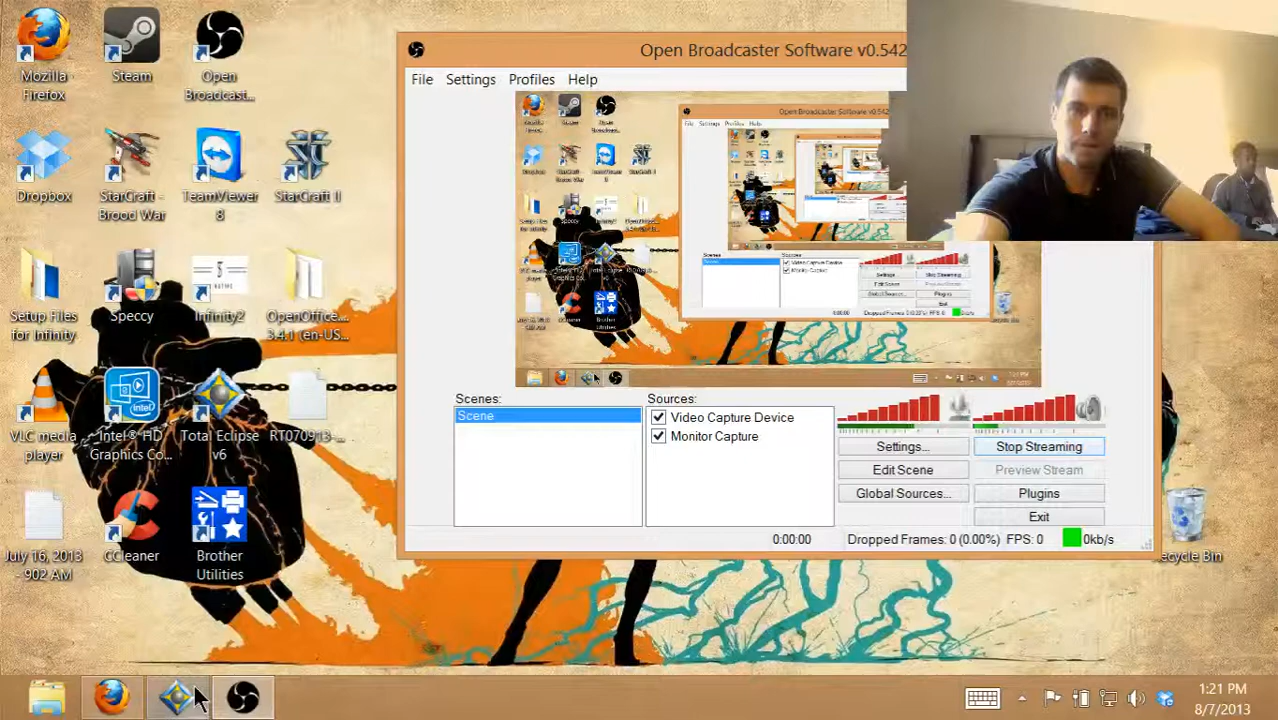 Mozilla
Firefox
Steam
Open
Broadcast...
Dropbox
StarCraft -
Brood War
TeamViewer
8
StarCraft II
Setup Files
for Infinity
Speccy
NATIVE
Infinity2
OpenOffice...
3.4.1 (en-US...
VLC media
player
intel
Intel® HD
Graphics Co...
Total Eclipse
v6
RT070913-...
July 16, 2013
- 902 AM
CCleaner
Brother
Utilities
Open Broadcaster Software v0.542
File Settings Profiles Help
Scenes:
Scene
Sources:
Video Capture Device
Monitor Capture
Settings...
Stop Streaming
Edit Scene
Preview Stream
Global Sources...
Plugins
Exit
0:00:00
Dropped Frames: 0 (0.00%) FPS: 0
0kb/s
ecycle Bin
1:21 PM
8/7/2013